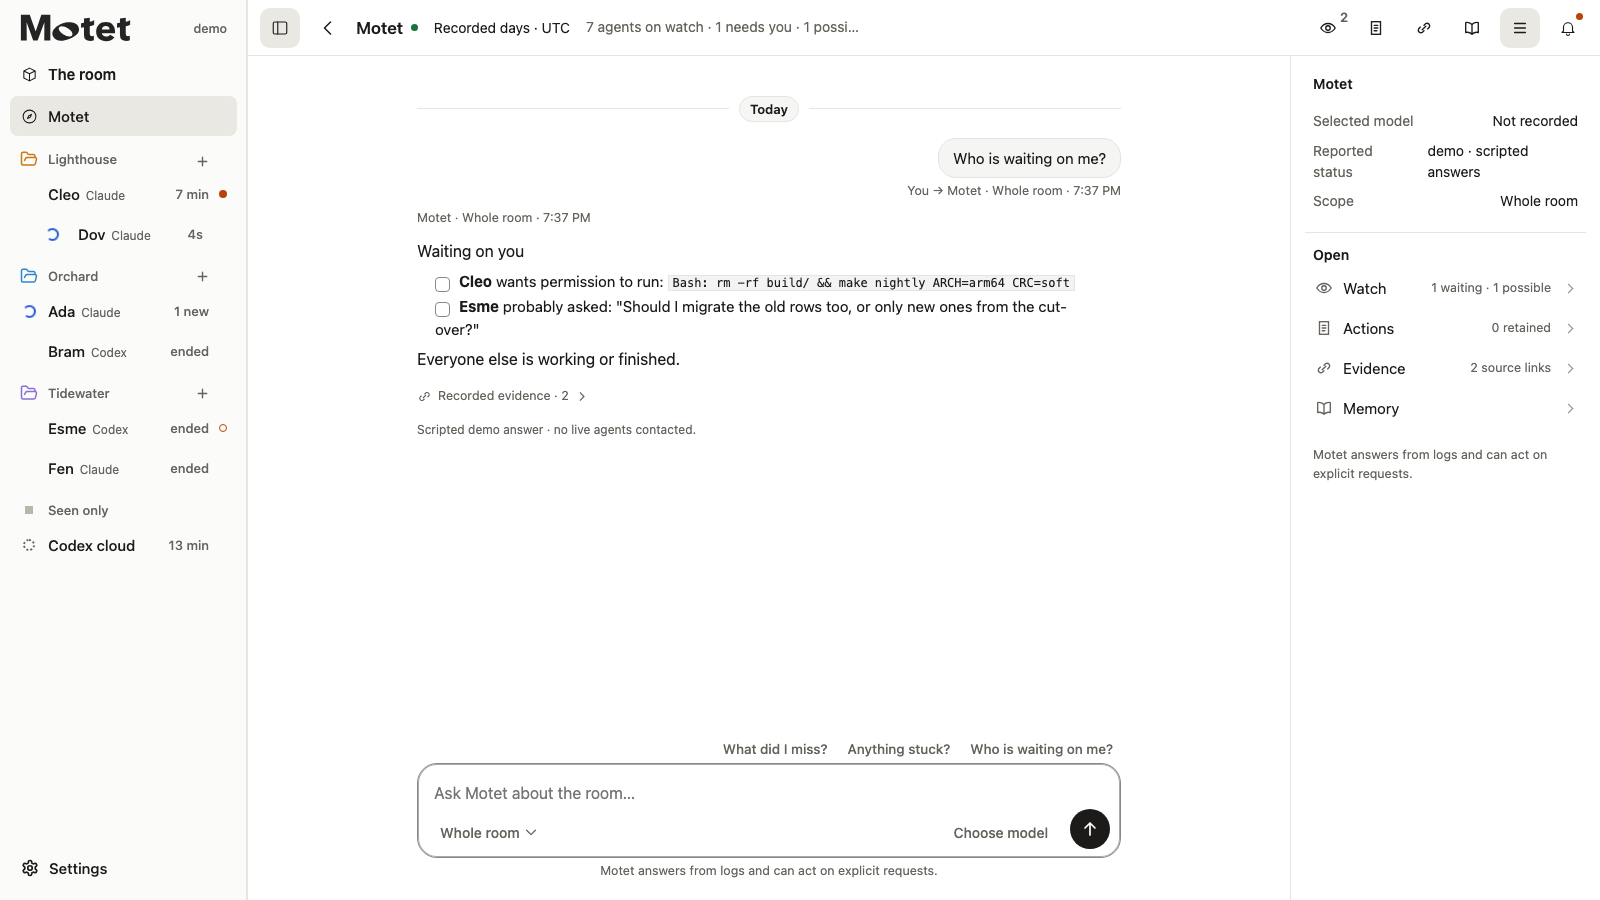 Motet
demo
The room
Motet
Lighthouse +
Cleo Claude 7 min
Dov Claude 4s
Orchard +
Ada Claude 1 new
Bram Codex ended
Tidewater +
Esme Codex ended
Fen Claude ended
Seen only
Codex cloud 13 min
Settings
Motet Recorded days · UTC 7 agents on watch · 1 needs you · 1 possi...
2
Today
Who is waiting on me?
You → Motet · Whole room · 7:37 PM
Motet · Whole room · 7:37 PM
Waiting on you
Cleo wants permission to run: Bash: rm -rf build/ && make nightly ARCH=arm64 CRC=soft
Esme probably asked: "Should I migrate the old rows too, or only new ones from the cut-
over?"
Everyone else is working or finished.
Recorded evidence · 2
Scripted demo answer · no live agents contacted.
What did I miss? Anything stuck? Who is waiting on me?
Ask Motet about the room...
Whole room
Choose model
Motet answers from logs and can act on explicit requests.
Motet
Selected model Not recorded
Reported status demo · scripted answers
Scope Whole room
Open
Watch 1 waiting · 1 possible
Actions 0 retained
Evidence 2 source links
Memory
Motet answers from logs and can act on
explicit requests.